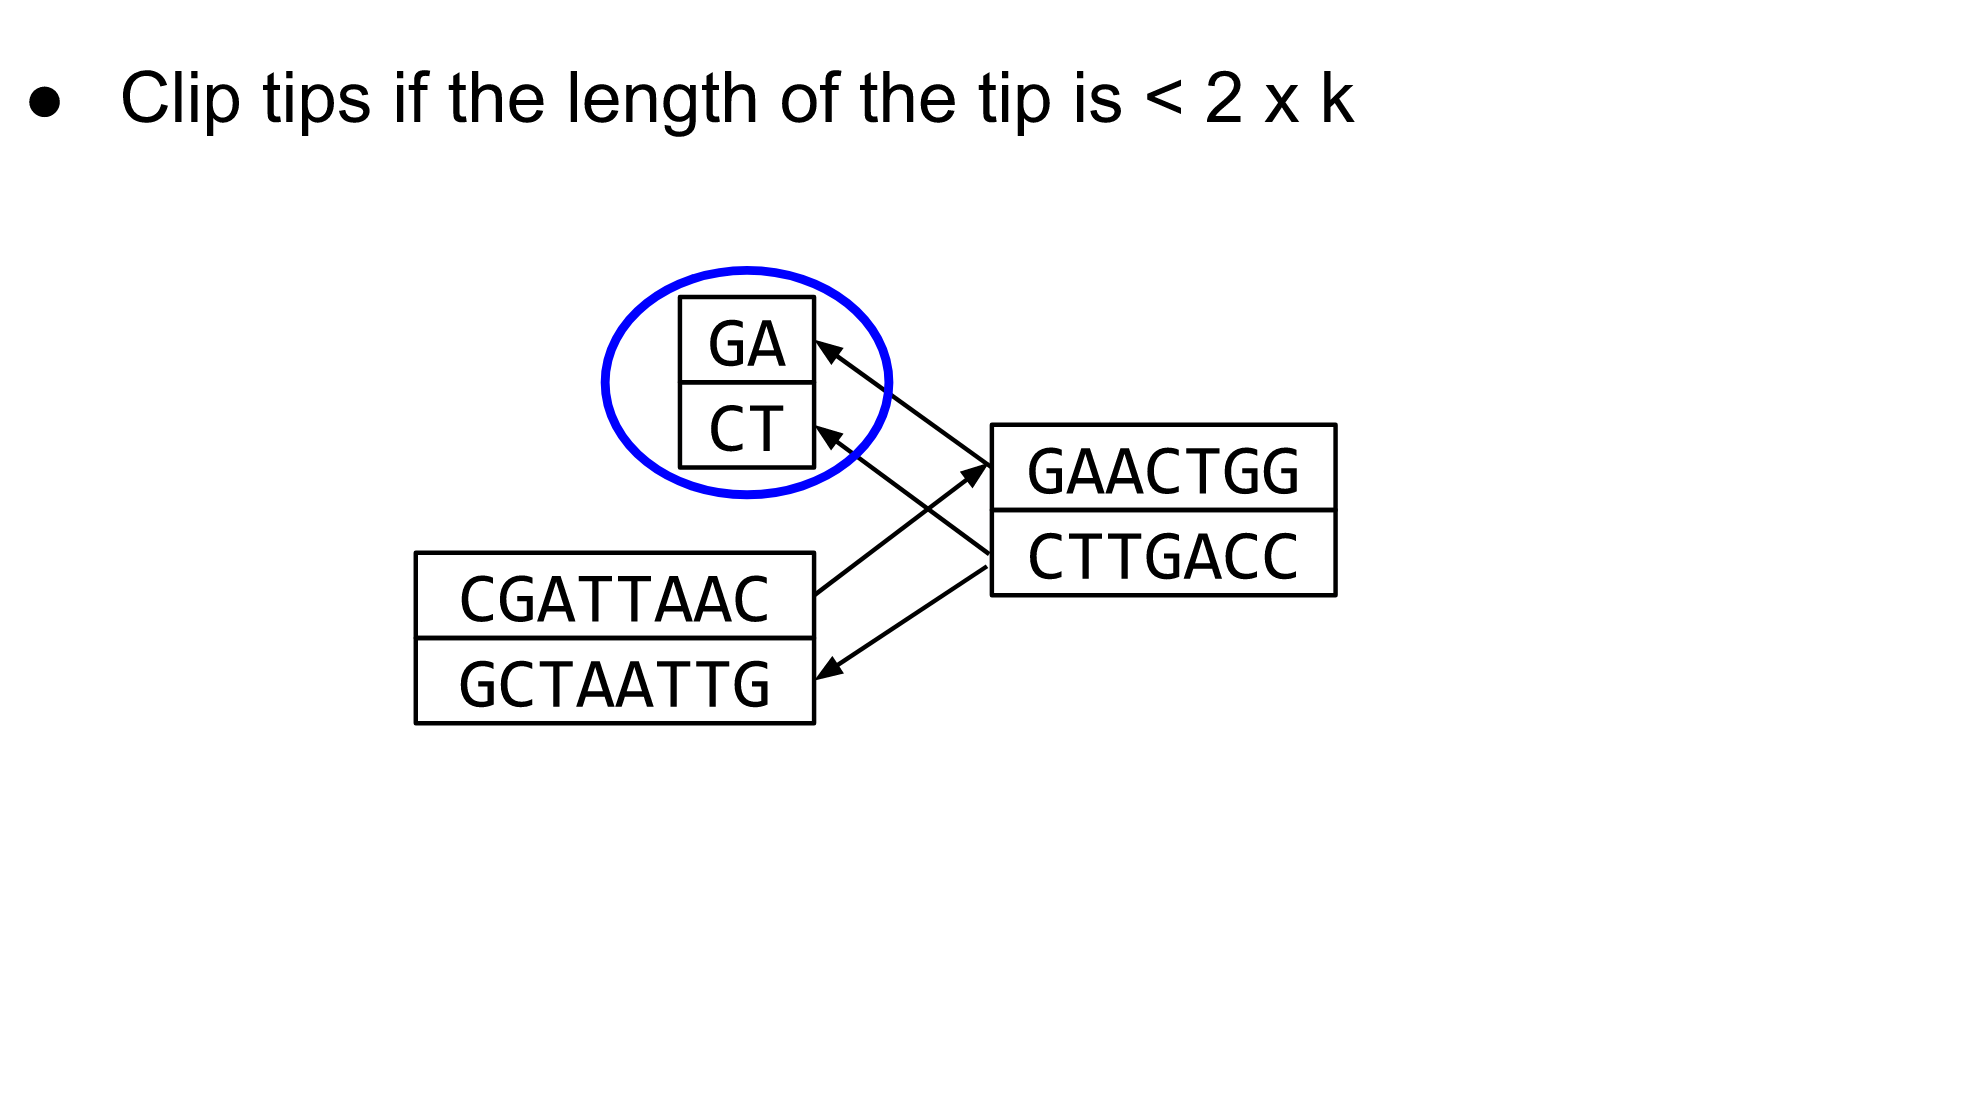 ● Clip tips if the length of the tip is < 2 x k
GA
CT
GAACTGG
CTTGACC
CGATTAAC
GCTAATTG